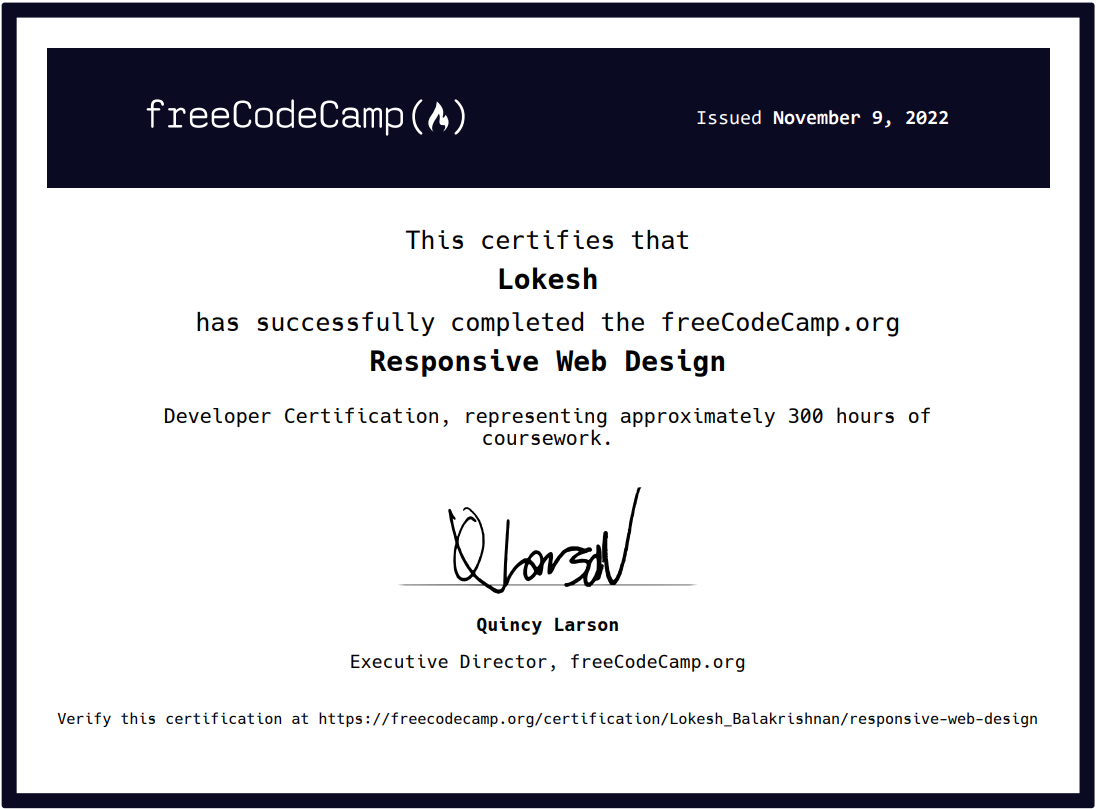 freeCodeCamp(🔥)
Issued November 9, 2022
This certifies that
Lokesh
has successfully completed the freeCodeCamp.org
Responsive Web Design
Developer Certification, representing approximately 300 hours of
coursework.
Q Larson
Quincy Larson
Executive Director, freeCodeCamp.org
Verify this certification at https://freecodecamp.org/certification/Lokesh_Balakrishnan/responsive-web-design